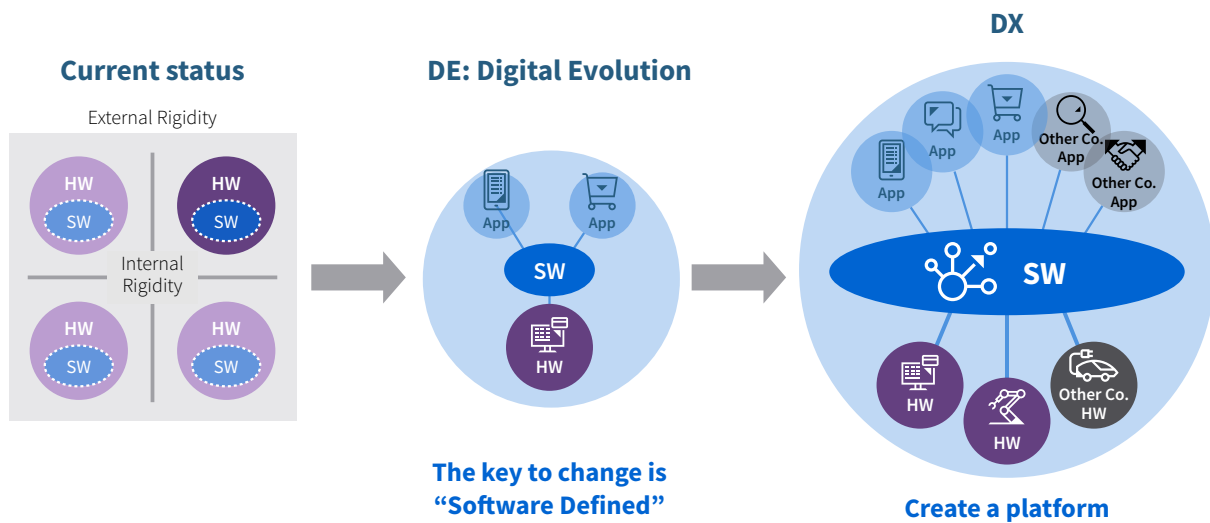 Current status
External Rigidity
HW
SW
HW
SW
Internal
Rigidity
HW
SW
HW
SW
DE: Digital Evolution
App
App
SW
HW
The key to change is
“Software Defined”
DX
App
App
App
Other Co.
App
Other Co.
App
SW
HW
HW
Other Co.
HW
Create a platform